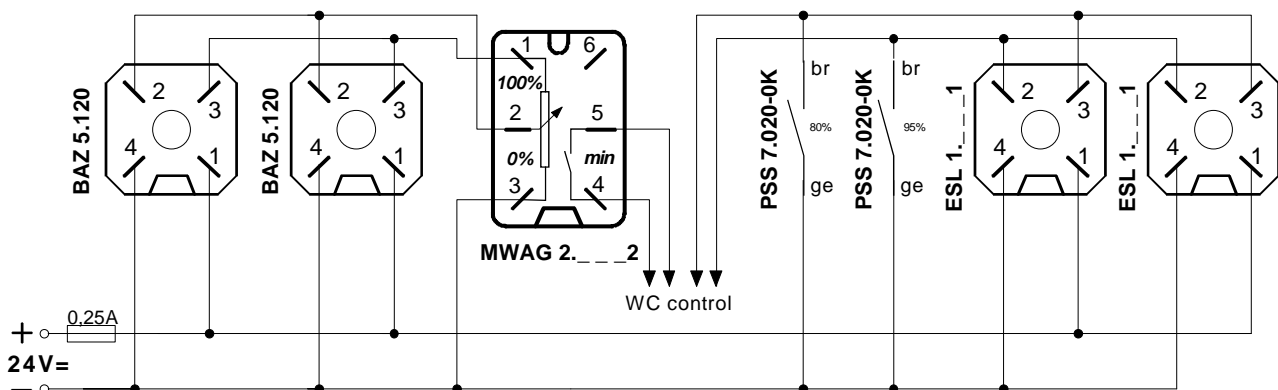 BAZ 5.120
2
3
4
1
BAZ 5.120
2
3
4
1
1
6
100%
2
5
0%
min
3
4
MWAG 2._ _ _2
WC control
PSS 7.020-0K
br
80%
ge
PSS 7.020-0K
br
95%
ge
ESL 1._ _ 1
2
3
4
1
ESL 1._ _ 1
2
3
4
1
+
0,25A
24V=
–